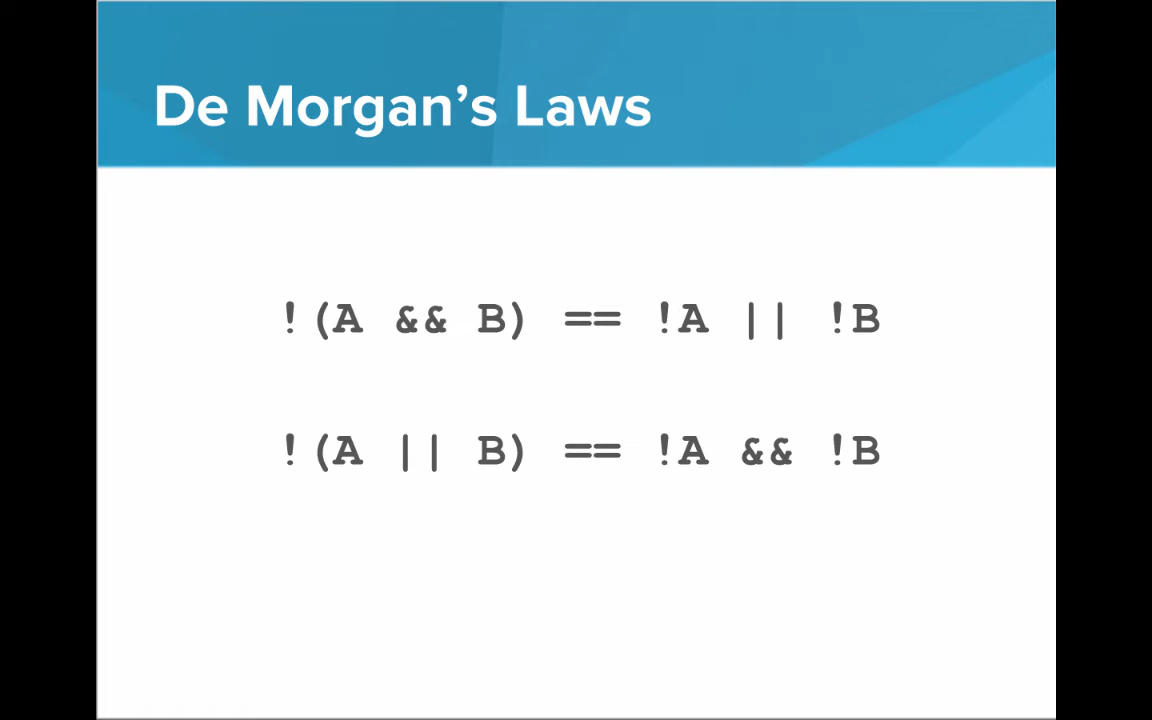 De Morgan’s Laws
!(A && B) == !A || !B
!(A || B) == !A && !B